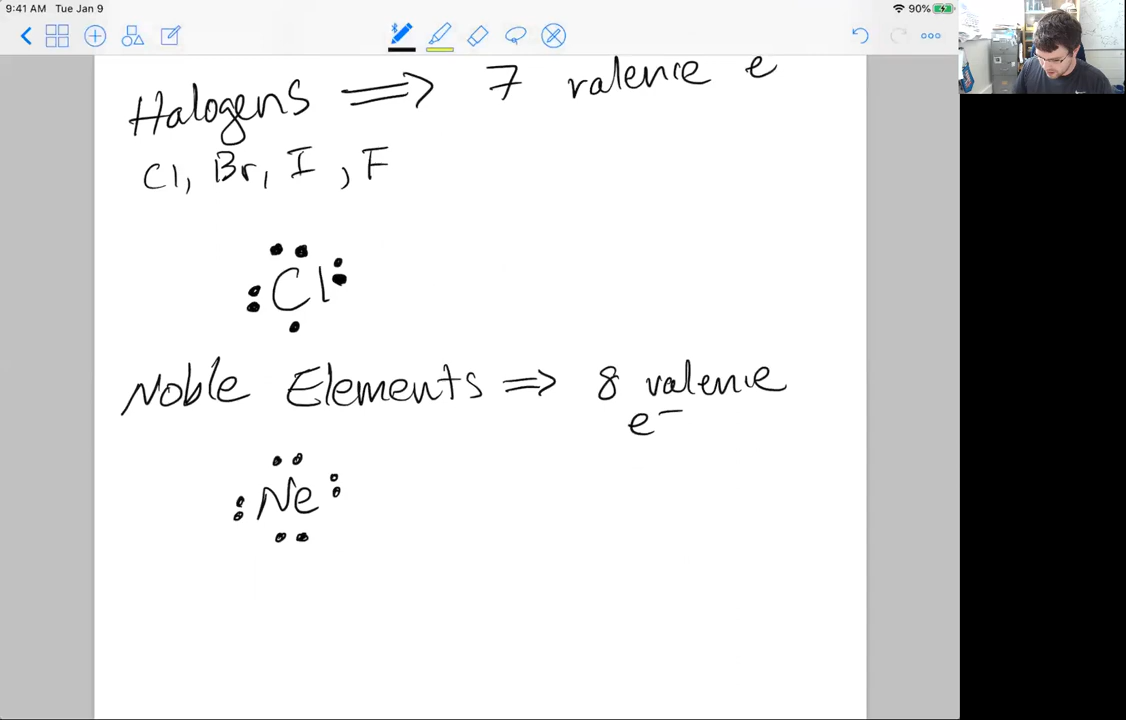 9:41 AM Tue Jan 9
90%
Halogens ⟹ 7 valence e
Cl, Br, I, F
Cl
Noble Elements ⟹ 8 valence
e⁻
Ne